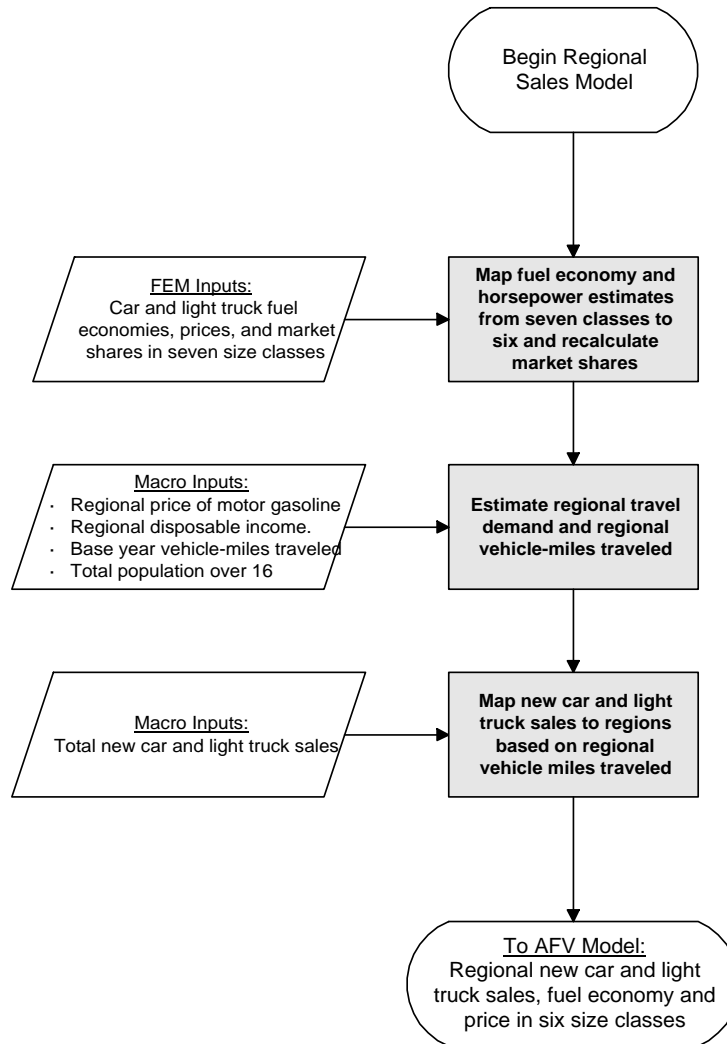 Begin Regional
Sales Model
FEM Inputs:
Car and light truck fuel
economies, prices, and market
shares in seven size classes
Map fuel economy and
horsepower estimates
from seven classes to
six and recalculate
market shares
Macro Inputs:
· Regional price of motor gasoline
· Regional disposable income.
· Base year vehicle-miles traveled
· Total population over 16
Estimate regional travel
demand and regional
vehicle-miles traveled
Macro Inputs:
Total new car and light truck sales
Map new car and light
truck sales to regions
based on regional
vehicle miles traveled
To AFV Model:
Regional new car and light
truck sales, fuel economy and
price in six size classes